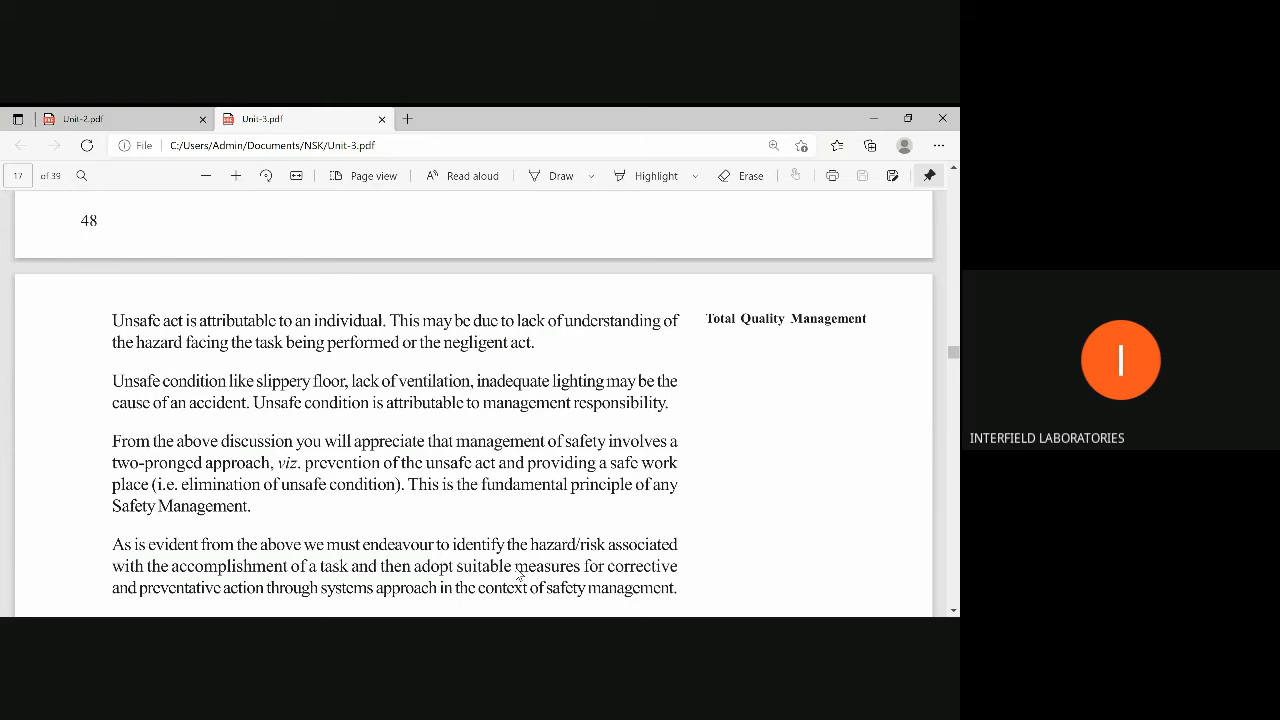 Unit-2.pdf
Unit-3.pdf
File
C:/Users/Admin/Documents/NSK/Unit-3.pdf
17 of 39
Page view
Read aloud
Draw
Highlight
Erase
48
Unsafe act is attributable to an individual. This may be due to lack of understanding of
the hazard facing the task being performed or the negligent act.
Total Quality Management
Unsafe condition like slippery floor, lack of ventilation, inadequate lighting may be the
cause of an accident. Unsafe condition is attributable to management responsibility.
From the above discussion you will appreciate that management of safety involves a
two-pronged approach, viz. prevention of the unsafe act and providing a safe work
place (i.e. elimination of unsafe condition). This is the fundamental principle of any
Safety Management.
As is evident from the above we must endeavour to identify the hazard/risk associated
with the accomplishment of a task and then adopt suitable measures for corrective
and preventative action through systems approach in the context of safety management.
I
INTERFIELD LABORATORIES